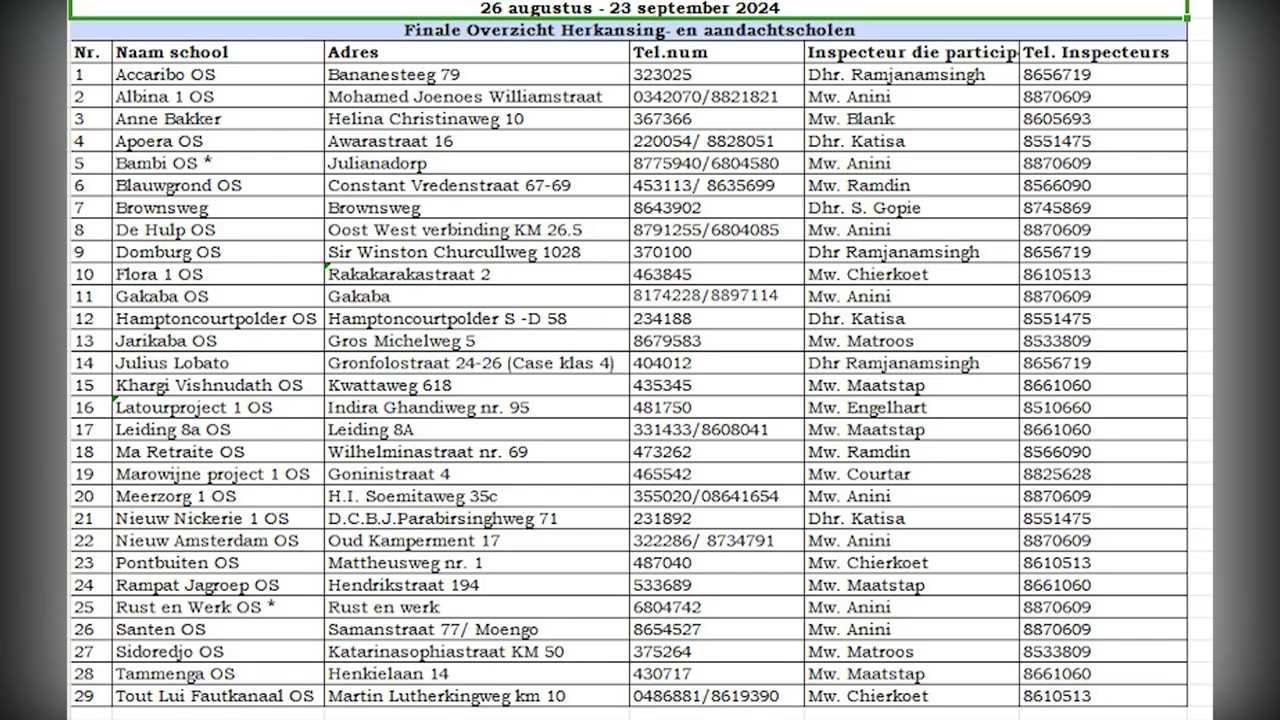 26 augustus - 23 september 2024
Finale Overzicht Herkansing- en aandachtscholen
Nr. Naam school Adres Tel.num Inspecteur die particip Tel. Inspecteurs
1 Accaribo OS Bananesteeg 79 323025 Dhr. Ramjanamsingh 8656719
2 Albina 1 OS Mohamed Joenoes Williamstraat 0342070/8821821 Mw. Anini 8870609
3 Anne Bakker Helina Christinaweg 10 367366 Mw. Blank 8605693
4 Apoera OS Awarastraat 16 220054/ 8828051 Dhr. Katisa 8551475
5 Bambi OS * Julianadorp 8775940/6804580 Mw. Anini 8870609
6 Blauwgrond OS Constant Vredenstraat 67-69 453113/ 8635699 Mw. Ramdin 8566090
7 Brownsweg Brownsweg 8643902 Dhr. S. Gopie 8745869
8 De Hulp OS Oost West verbinding KM 26.5 8791255/6804085 Mw. Anini 8870609
9 Domburg OS Sir Winston Churcullweg 1028 370100 Dhr Ramjanamsingh 8656719
10 Flora 1 OS Rakakarakastraat 2 463845 Mw. Chierkoet 8610513
11 Gakaba OS Gakaba 8174228/8897114 Mw. Anini 8870609
12 Hamptoncourtpolder OS Hamptoncourtpolder S -D 58 234188 Dhr. Katisa 8551475
13 Jarikaba OS Gros Michelweg 5 8679583 Mw. Matroos 8533809
14 Julius Lobato Gronfolostraat 24-26 (Case klas 4) 404012 Dhr Ramjanamsingh 8656719
15 Khargi Vishnudath OS Kwattaweg 618 435345 Mw. Maatstap 8661060
16 Latourproject 1 OS Indira Ghandiweg nr. 95 481750 Mw. Engelhart 8510660
17 Leiding 8a OS Leiding 8A 331433/8608041 Mw. Maatstap 8661060
18 Ma Retraite OS Wilhelminastraat nr. 69 473262 Mw. Ramdin 8566090
19 Marowijne project 1 OS Goninistraat 4 465542 Mw. Courtar 8825628
20 Meerzorg 1 OS H.I. Soemitaweg 35c 355020/08641654 Mw. Anini 8870609
21 Nieuw Nickerie 1 OS D.C.B.J.Parabirsinghweg 71 231892 Dhr. Katisa 8551475
22 Nieuw Amsterdam OS Oud Kamperment 17 322286/ 8734791 Mw. Anini 8870609
23 Pontbuiten OS Mattheusweg nr. 1 487040 Mw. Chierkoet 8610513
24 Rampat Jagroep OS Hendrikstraat 194 533689 Mw. Maatstap 8661060
25 Rust en Werk OS * Rust en werk 6804742 Mw. Anini 8870609
26 Santen OS Samanstraat 77/ Moengo 8654527 Mw. Anini 8870609
27 Sidoredjo OS Katarinasophiastraat KM 50 375264 Mw. Matroos 8533809
28 Tammenga OS Henkielaan 14 430717 Mw. Maatstap 8661060
29 Tout Lui Fautkanaal OS Martin Lutherkingweg km 10 0486881/8619390 Mw. Chierkoet 8610513